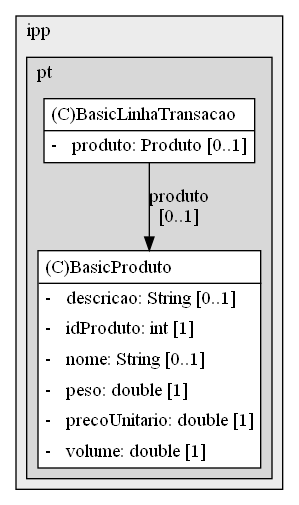 ipp
pt
(C)BasicLinhaTransacao
- produto: Produto [0..1]
produto
[0..1]
(C)BasicProduto
- descricao: String [0..1]
- idProduto: int [1]
- nome: String [0..1]
- peso: double [1]
- precoUnitario: double [1]
- volume: double [1]